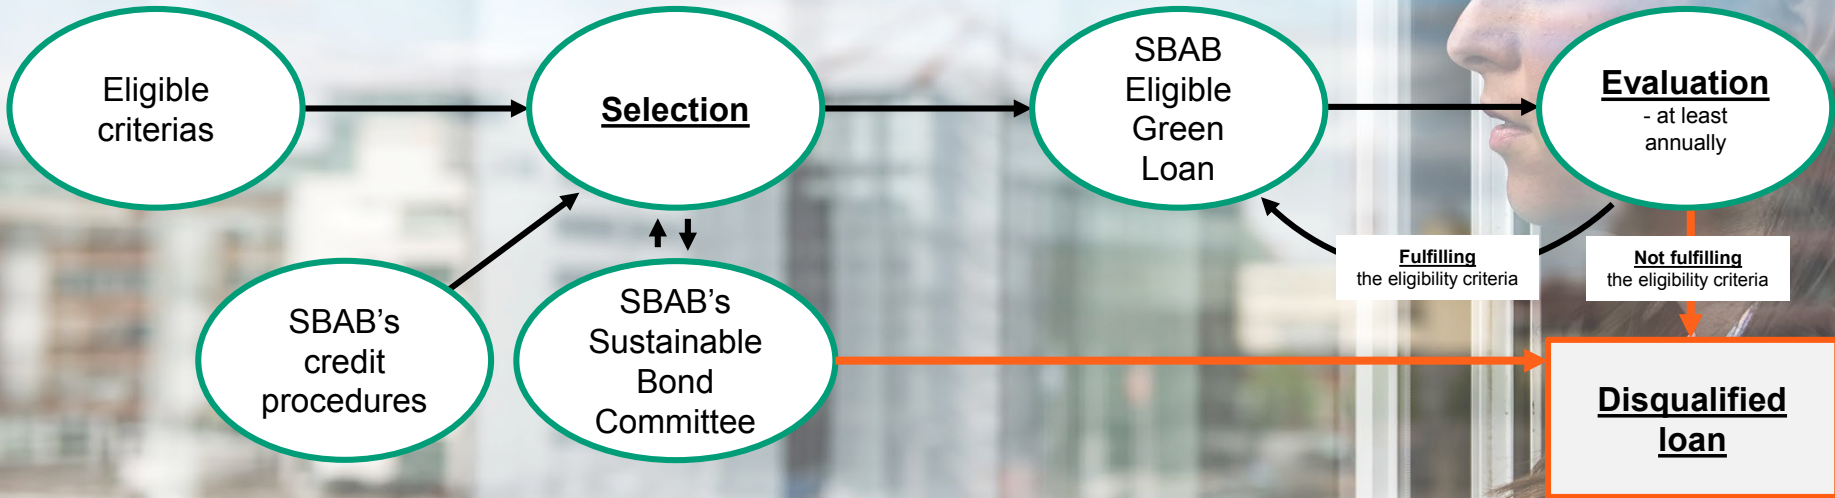 Eligible
criterias
Selection
SBAB
Eligible
Green
Loan
Evaluation
- at least
annually
Fulfilling
the eligibility criteria
Not fulfilling
the eligibility criteria
SBAB’s
credit
procedures
SBAB’s
Sustainable
Bond
Committee
Disqualified
loan